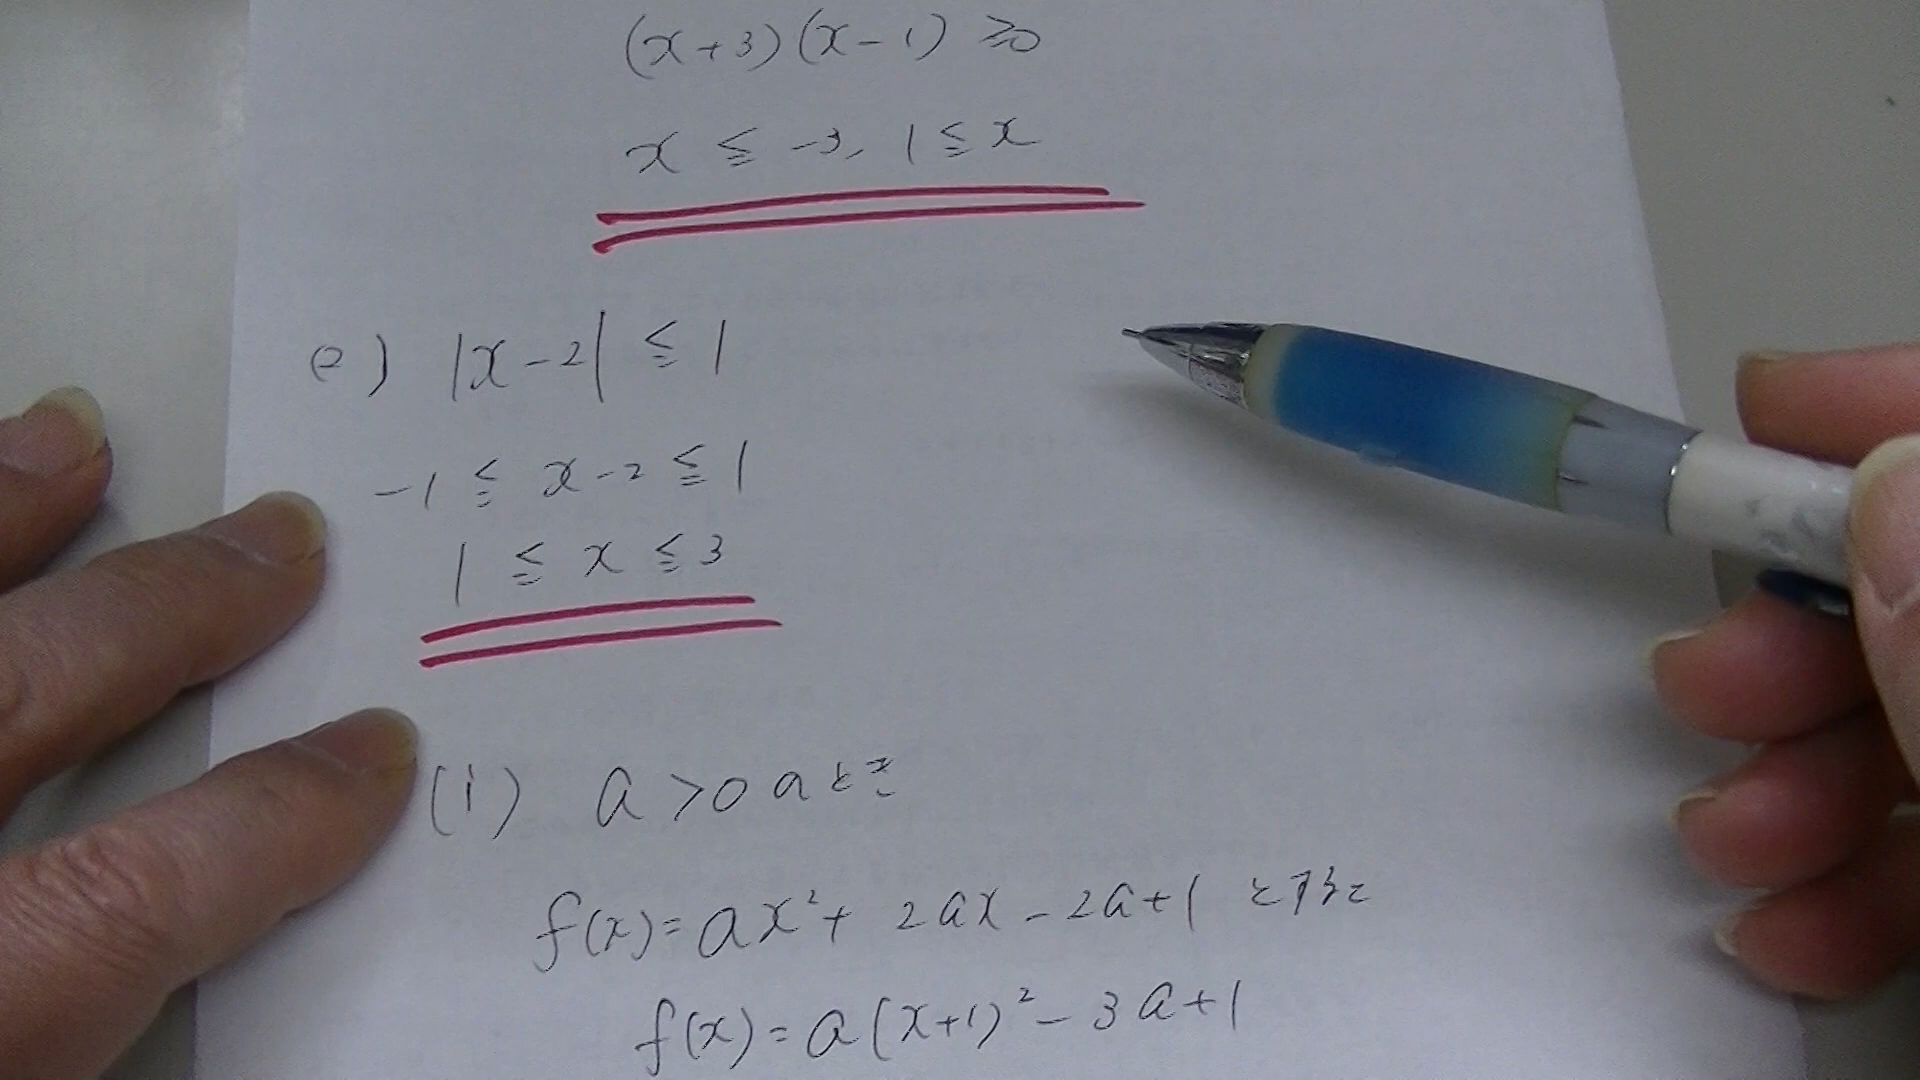 (x+3)(x-1) ≧0
x ≦ -3, 1≦x
e) |x-2| ≦ 1
-1 ≦ x-2 ≦ 1
1 ≦ x ≦ 3
(i) a>0のとき
f(x)=ax²+2ax-2a+1 とすると
f(x)=a(x+1)²-3a+1